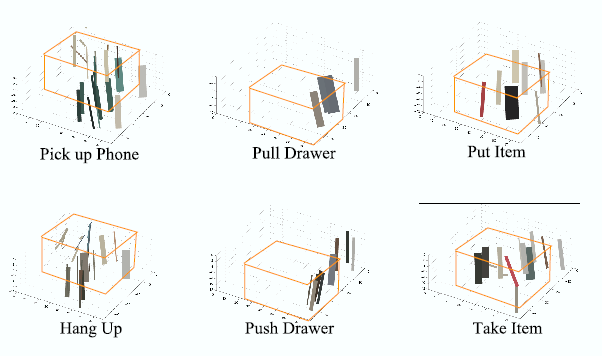 Pick up Phone
Pull Drawer
Put Item
Hang Up
Push Drawer
Take Item